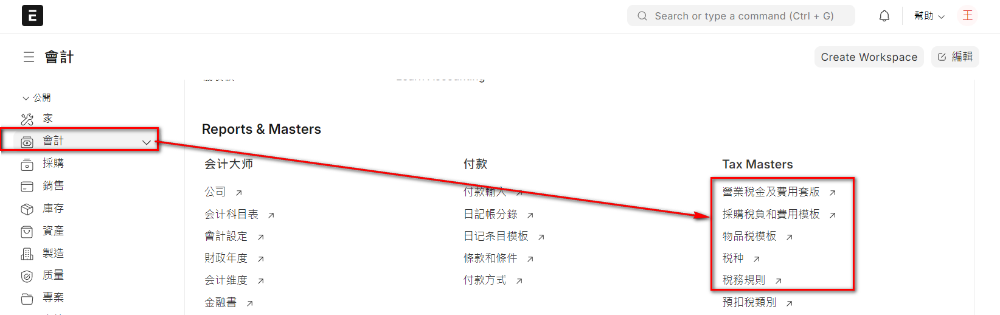 E
Search or type a command (Ctrl + G)
幫助
王
會計
Create Workspace
編輯
公開
家
會計
採購
銷售
庫存
資產
製造
质量
專案
Learn Accounting
Reports & Masters
会计大师
公司
会计科目表
會計設定
財政年度
会计维度
金融書
付款
付款輸入
日記帳分錄
日记条目模板
條款和條件
付款方式
Tax Masters
營業稅金及費用套版
採購稅負和費用模板
物品税模板
税种
稅務規則
預扣稅類別